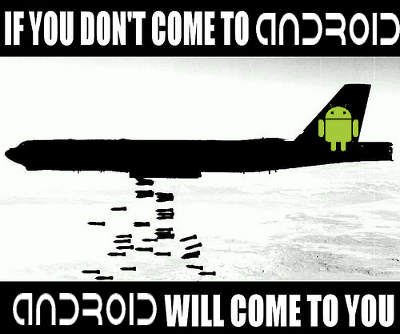 IF YOU DON'T COME TO ANDROID
ANDROID WILL COME TO YOU